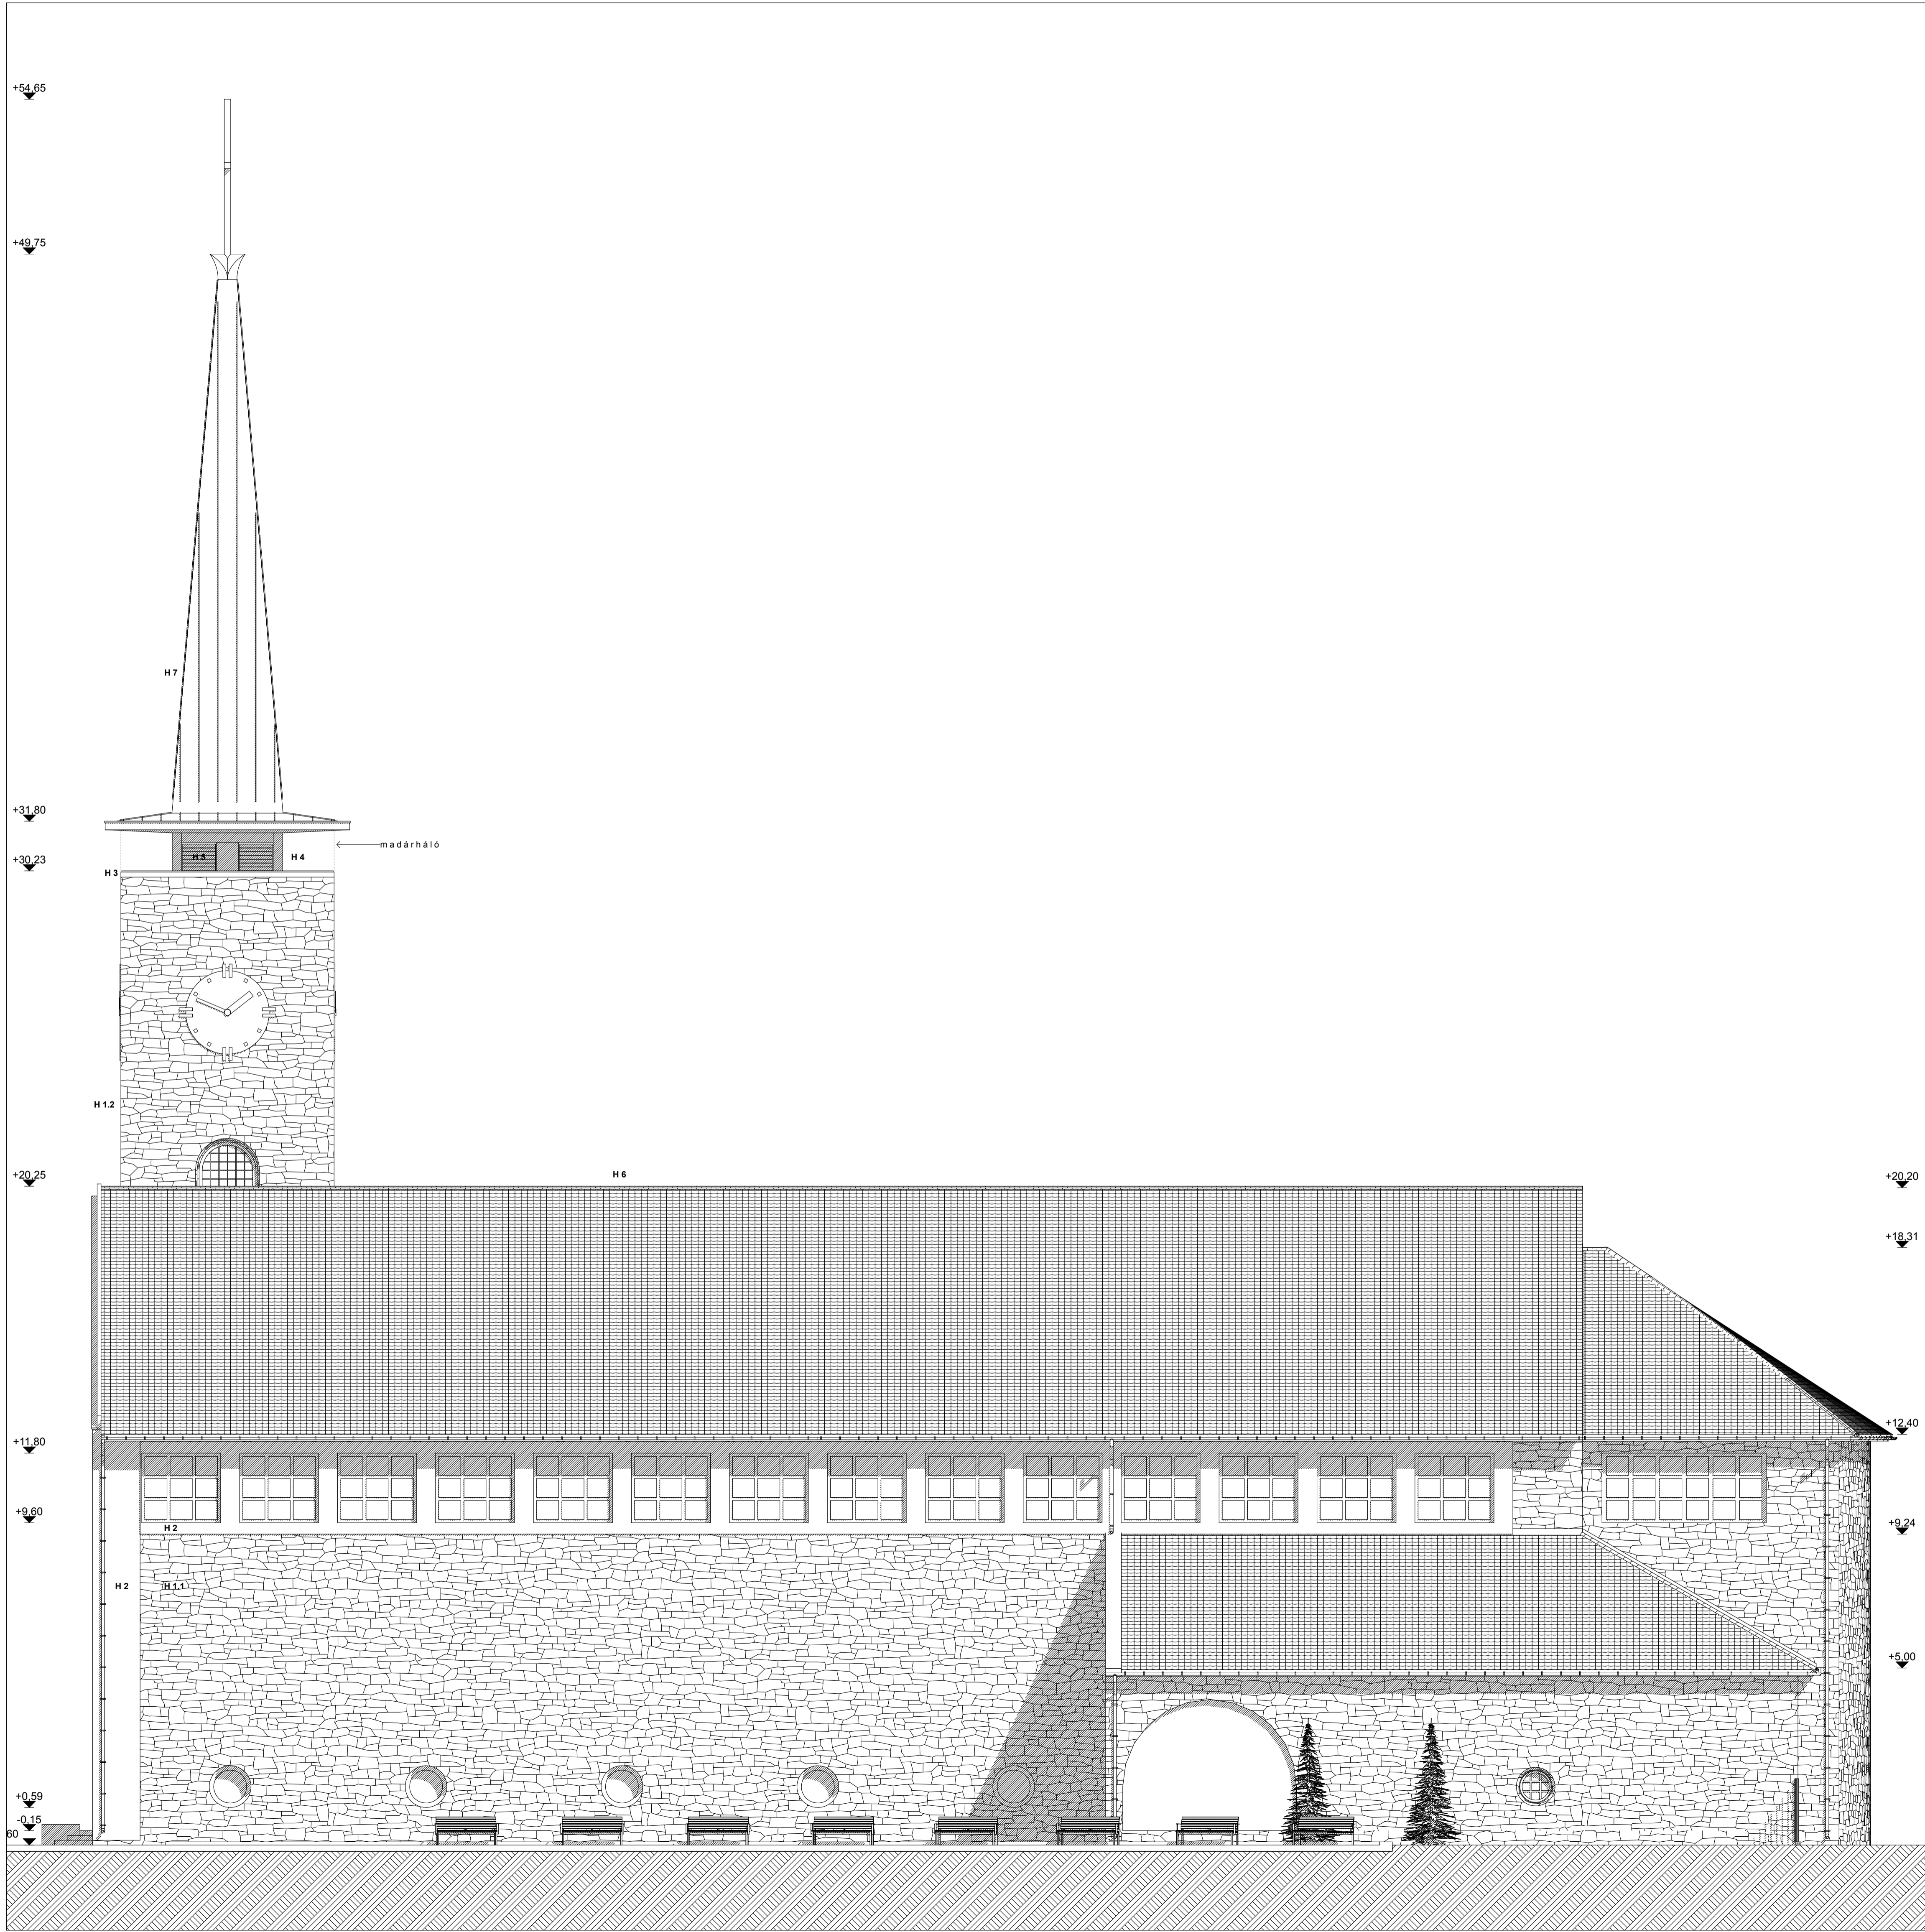 +54,65
+49,75
H 7
+31,80
madárháló
H 5
H 4
+30,23
H 3
H 1.2
H 6
+20,25
+20,20
+18,31
+12,40
+11,80
+9,60
H 2
+9,24
H 2
H 1.1
+5,00
+0,59
-0,15
60